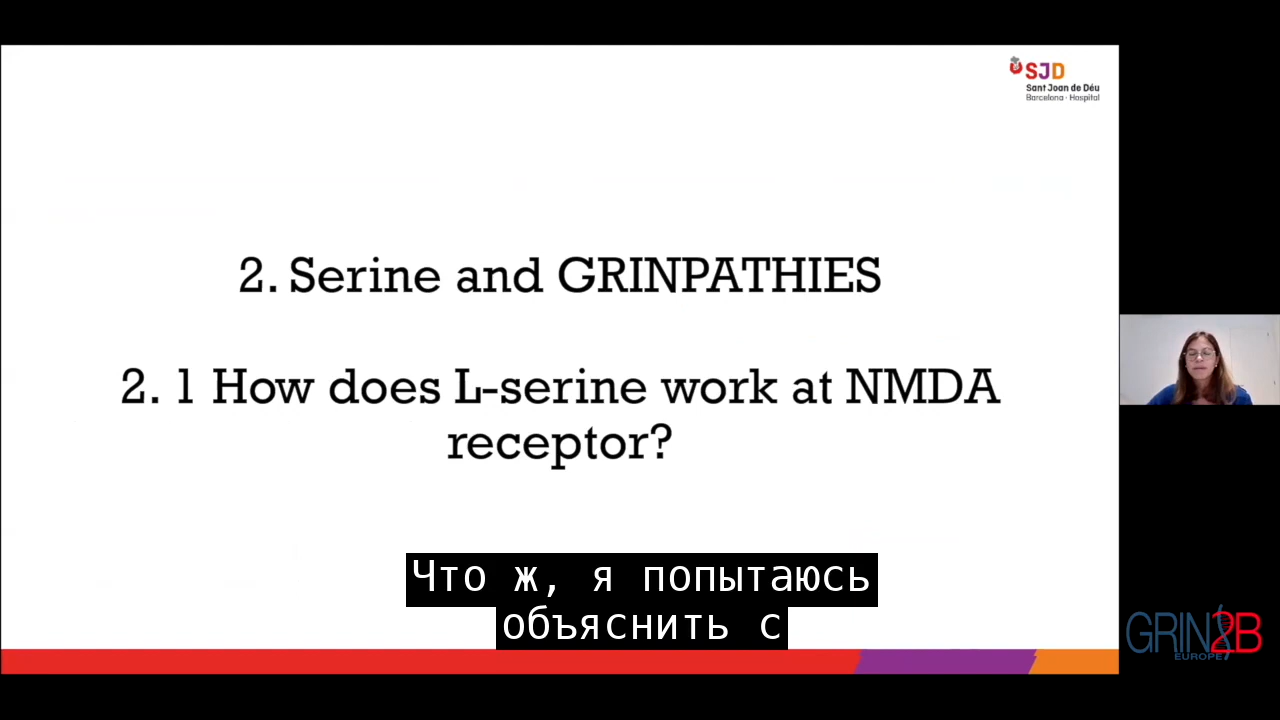 SJD
Sant Joan de Déu
Barcelona · Hospital
2. Serine and GRINPATHIES
2. 1 How does L-serine work at NMDA
receptor?
Что ж, я попытаюсь
объяснить с
GRIN2B
EUROPE